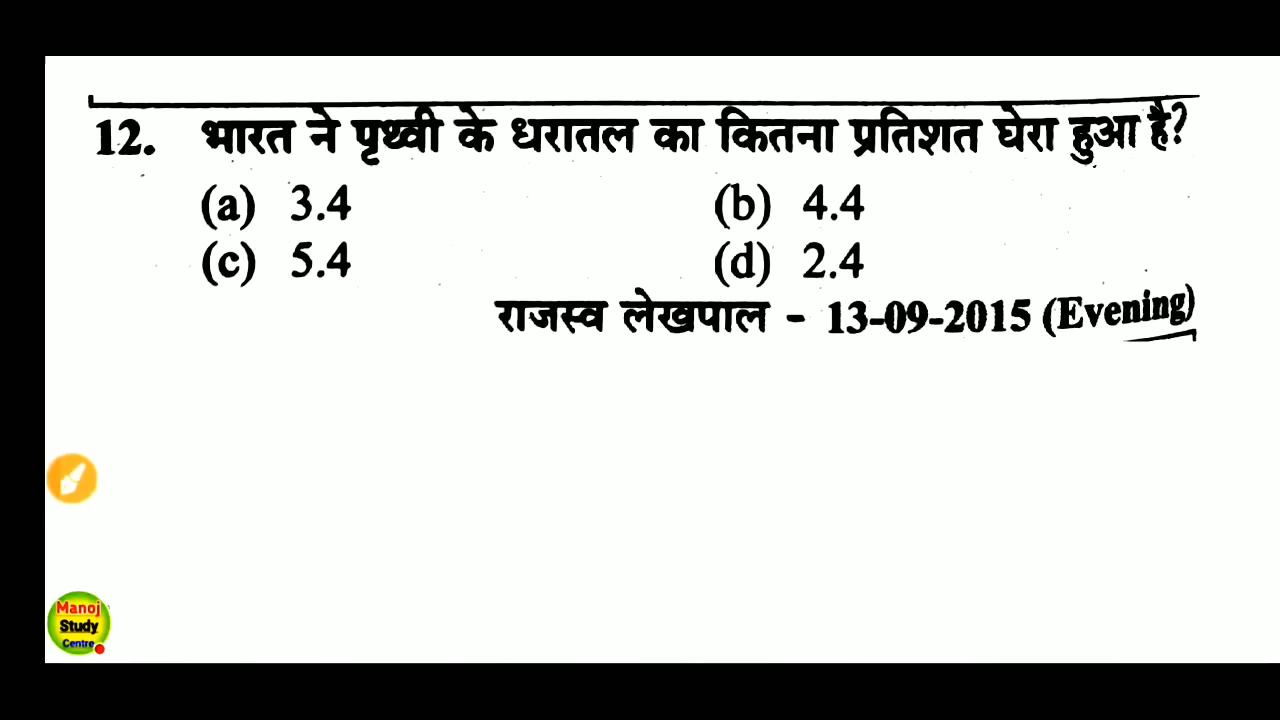 12. भारत ने पृथ्वी के धरातल का कितना प्रतिशत घेरा हुआ है?
(a) 3.4 (b) 4.4
(c) 5.4 (d) 2.4
राजस्व लेखपाल - 13-09-2015 (Evening)
Manoj
Study
Centre